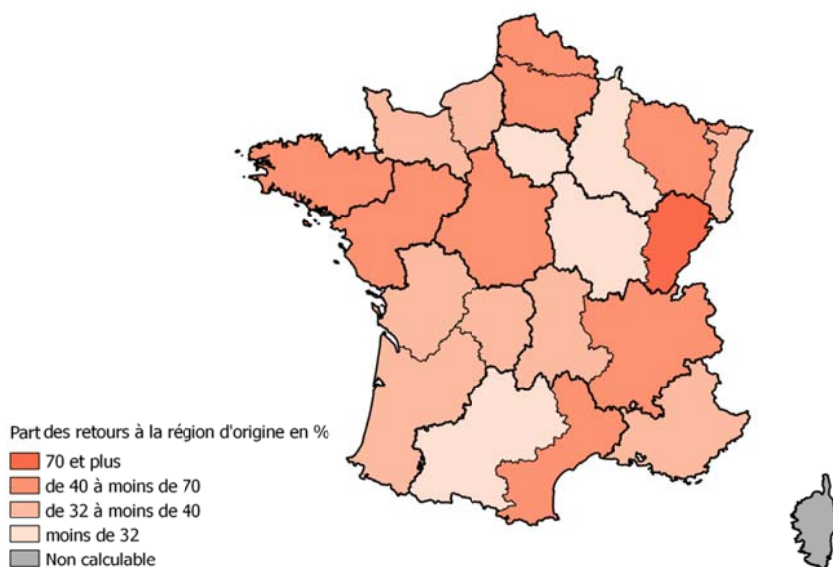 Part des retours à la région d'origine en %
70 et plus
de 40 à moins de 70
de 32 à moins de 40
moins de 32
Non calculable